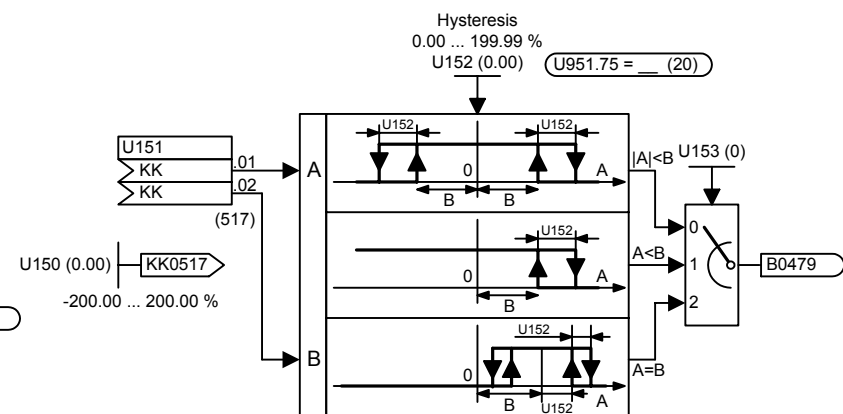 Hysteresis
0.00 ... 199.99 %
U152 (0.00)
U951.75 = __ (20)
U151
KK .01
KK .02
(517)
U150 (0.00)
KK0517
-200.00 ... 200.00 %
A
B
U152 U152
0 A
B B
U152
0 A
B
U152
0
B U152 A
|A|<B
A<B
A=B
U153 (0)
0
1
2
B0479